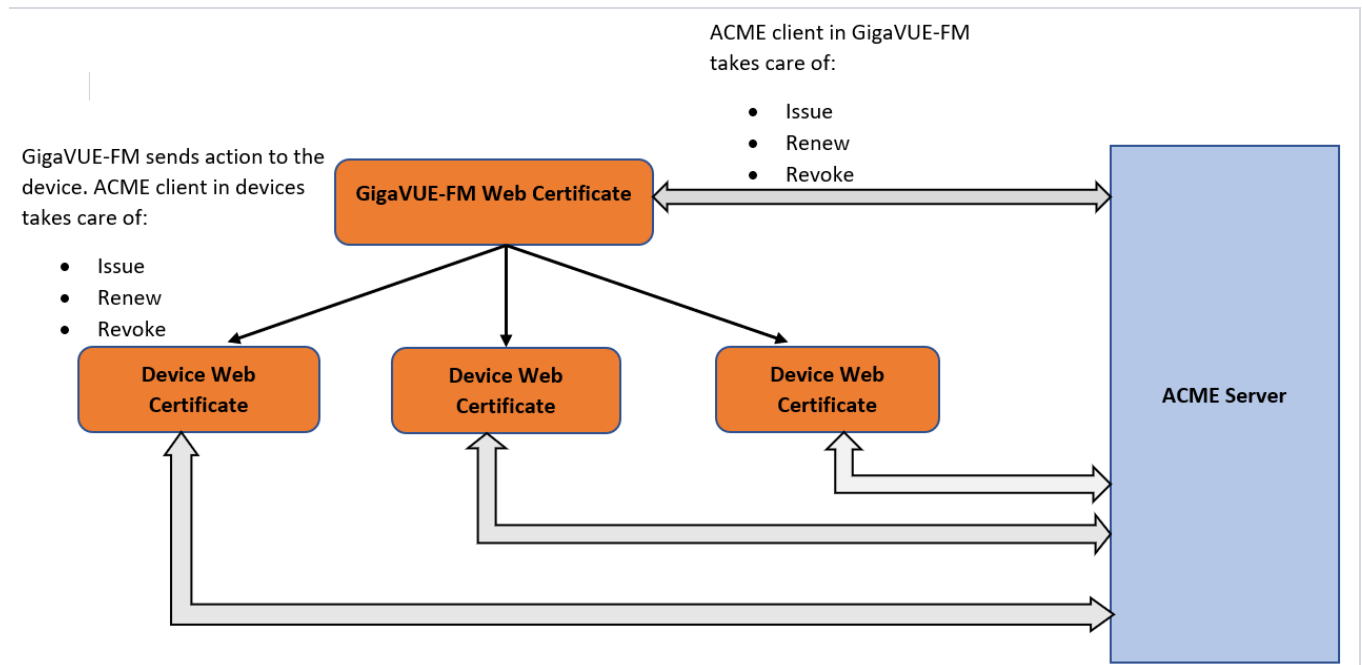 ACME client in GigaVUE-FM
takes care of:
• Issue
• Renew
• Revoke
GigaVUE-FM sends action to the
device. ACME client in devices
takes care of:
• Issue
• Renew
• Revoke
GigaVUE-FM Web Certificate
Device Web
Certificate
Device Web
Certificate
Device Web
Certificate
ACME Server